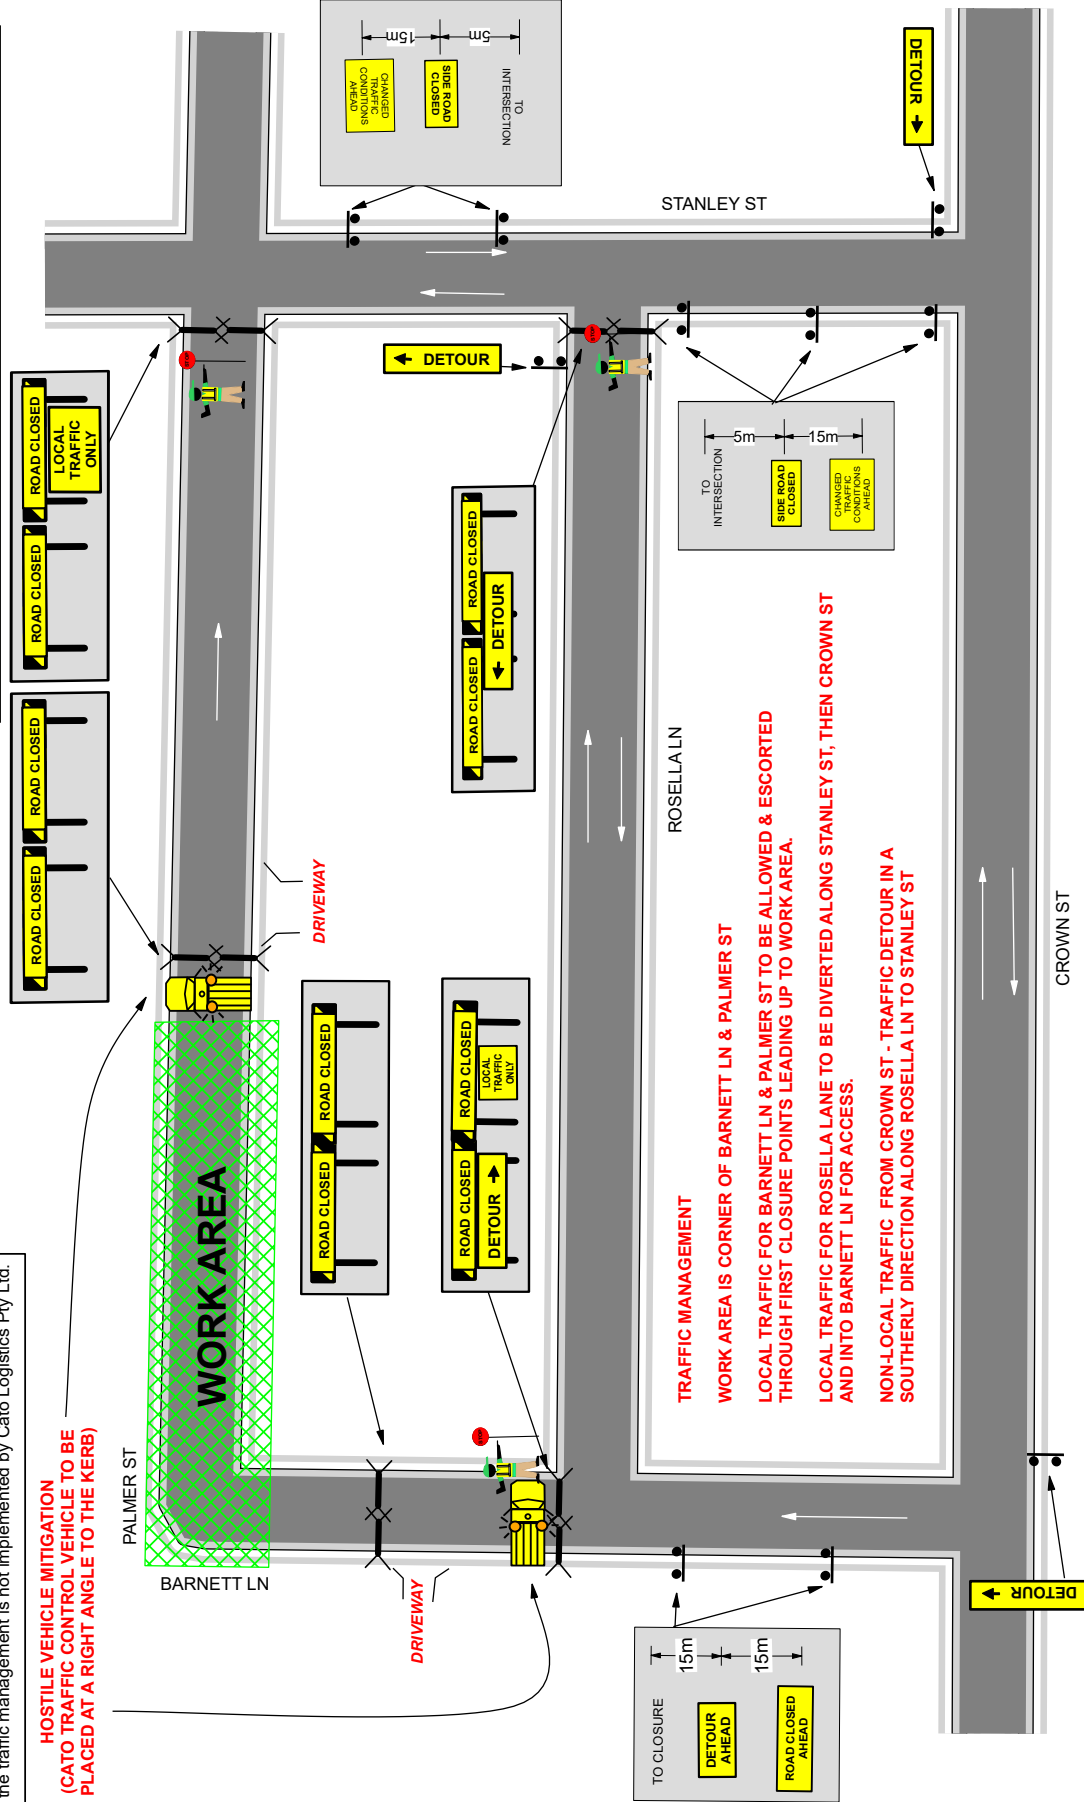 the traffic management is not implemented by Cato Logistics Pty Ltd.
HOSTILE VEHICLE MITIGATION
(CATO TRAFFIC CONTROL VEHICLE TO BE
PLACED AT A RIGHT ANGLE TO THE KERB)
ROAD CLOSED
ROAD CLOSED
ROAD CLOSED
ROAD CLOSED
LOCAL
TRAFFIC
ONLY
PALMER ST
WORK AREA
BARNETT LN
DRIVEWAY
DRIVEWAY
ROAD CLOSED
ROAD CLOSED
ROAD CLOSED
ROAD CLOSED
DETOUR
LOCAL
TRAFFIC
ONLY
ROAD CLOSED
ROAD CLOSED
DETOUR
DETOUR
CHANGED
TRAFFIC
CONDITIONS
AHEAD
SIDE ROAD
CLOSED
TO
INTERSECTION
15m
5m
STANLEY ST
DETOUR
ROSELLA LN
TO
INTERSECTION
5m
15m
SIDE ROAD
CLOSED
CHANGED
TRAFFIC
CONDITIONS
AHEAD
TRAFFIC MANAGEMENT
WORK AREA IS CORNER OF BARNETT LN & PALMER ST
LOCAL TRAFFIC FOR BARNETT LN & PALMER ST TO BE ALLOWED & ESCORTED
THROUGH FIRST CLOSURE POINTS LEADING UP TO WORK AREA.
LOCAL TRAFFIC FOR ROSELLA LANE TO BE DIVERTED ALONG STANLEY ST, THEN CROWN ST
AND INTO BARNETT LN FOR ACCESS.
NON-LOCAL TRAFFIC FROM CROWN ST - TRAFFIC DETOUR IN A
SOUTHERLY DIRECTION ALONG ROSELLA LN TO STANLEY ST
TO CLOSURE
15m
15m
DETOUR
AHEAD
ROAD CLOSED
AHEAD
DETOUR
CROWN ST